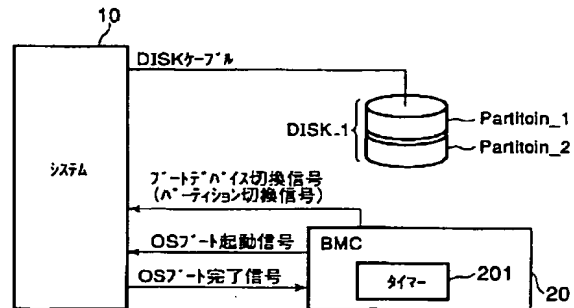 10
DISKケーブル
DISK_1
Partitoin_1
Partitoin_2
システム
ブートデバイス切換信号
(パーティション切換信号)
OSブート起動信号
BMC
OSブート完了信号
タイマー
201
20